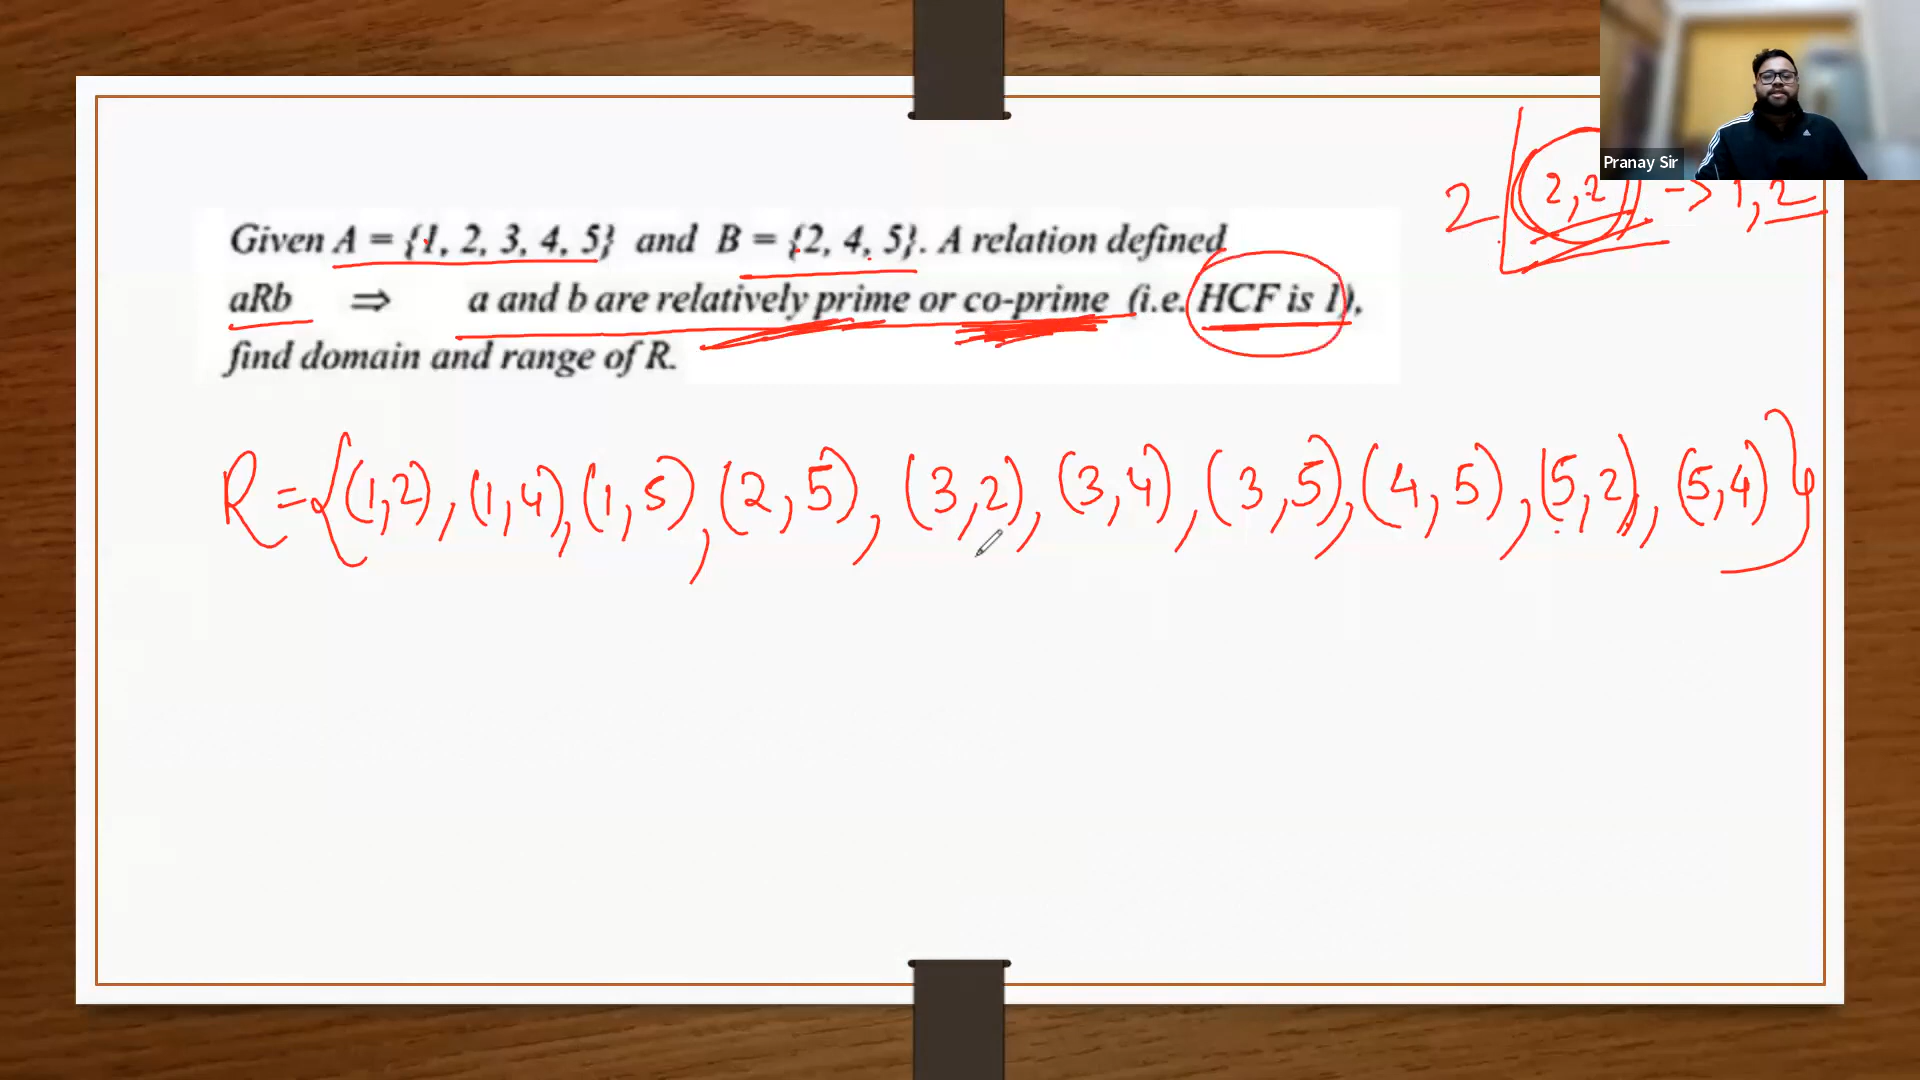 Pranay Sir
2 (2,2) -> 1, 2
Given A = {1, 2, 3, 4, 5} and B = {2, 4, 5}. A relation defined
aRb ⇒ a and b are relatively prime or co-prime (i.e. HCF is 1),
find domain and range of R.
R = {(1,2), (1,4), (1,5), (2,5), (3,2), (3,4), (3,5), (4,5), (5,2), (5,4)}